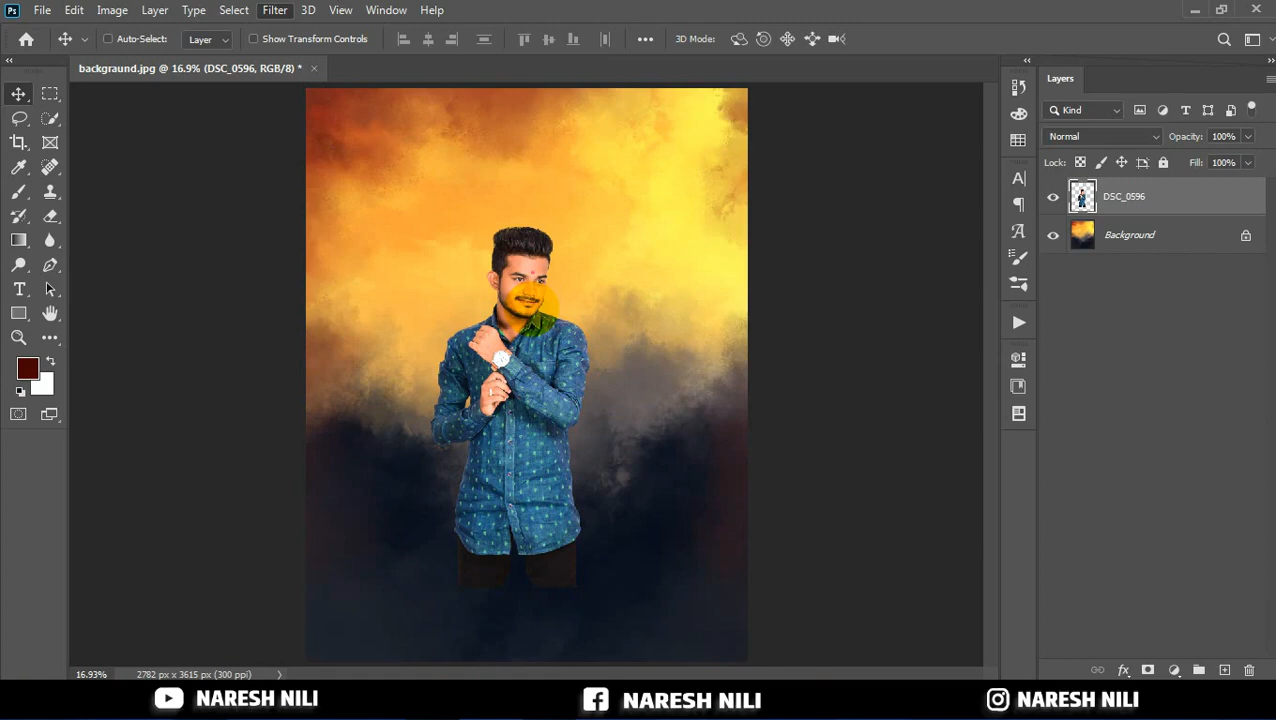 Ps File Edit Image Layer Type Select Filter 3D View Window Help
Auto-Select: Layer Show Transform Controls 3D Mode:
background.jpg @ 16.9% (DSC_0596, RGB/8) *
Layers
Kind
Normal Opacity: 100%
Lock: Fill: 100%
DSC_0596
Background
16.93% 2782 px x 3615 px (300 ppi)
NARESH NILI NARESH NILI NARESH NILI